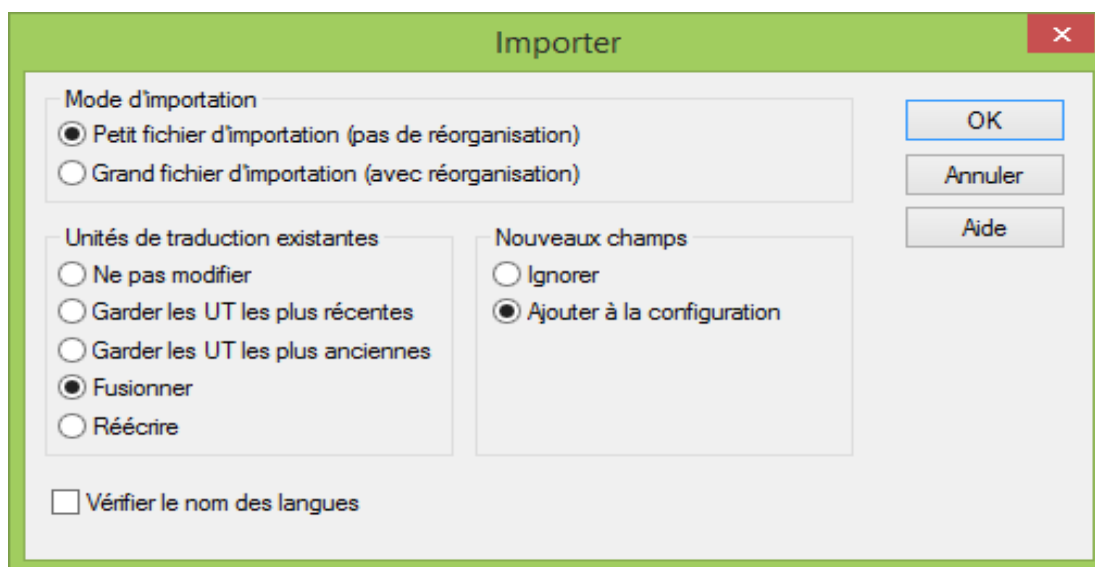 Importer
Mode d'importation
Petit fichier d'importation (pas de réorganisation)
Grand fichier d'importation (avec réorganisation)
OK
Annuler
Aide
Unités de traduction existantes
Ne pas modifier
Garder les UT les plus récentes
Garder les UT les plus anciennes
Fusionner
Réécrire
Nouveaux champs
Ignorer
Ajouter à la configuration
Vérifier le nom des langues